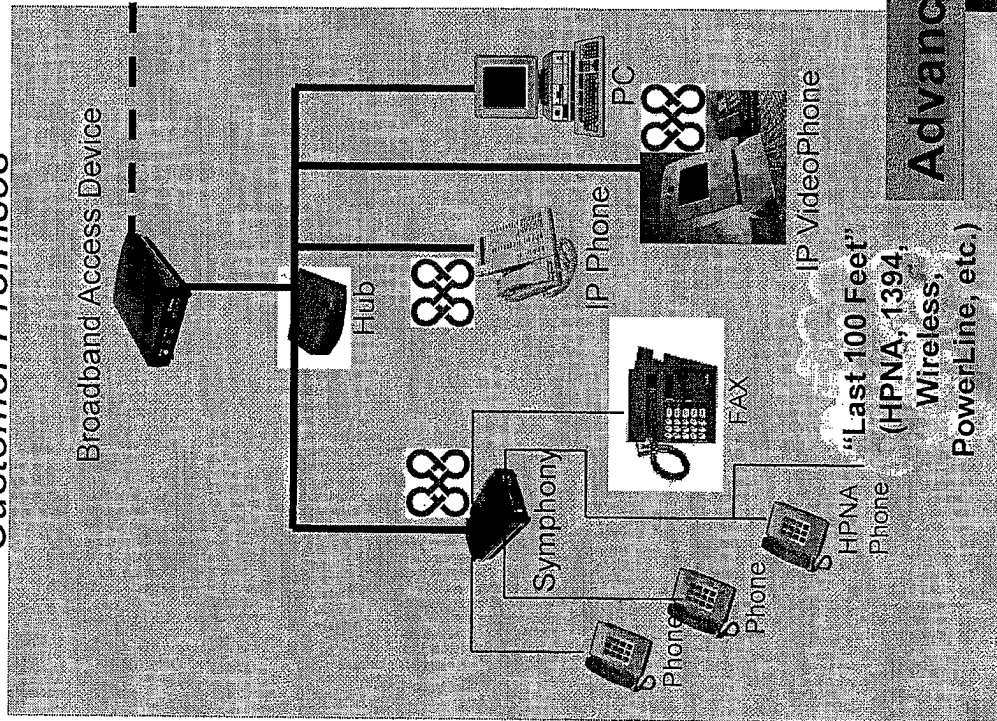 Customer Premises
Broadband Access Device
Hub
PC
IP Phone
IP VideoPhone
Symphony
FAX
Phone
Phone
HPNA
Phone
"Last 100 Feet"
(HPNA, 1394,
Wireless,
PowerLine, etc.)